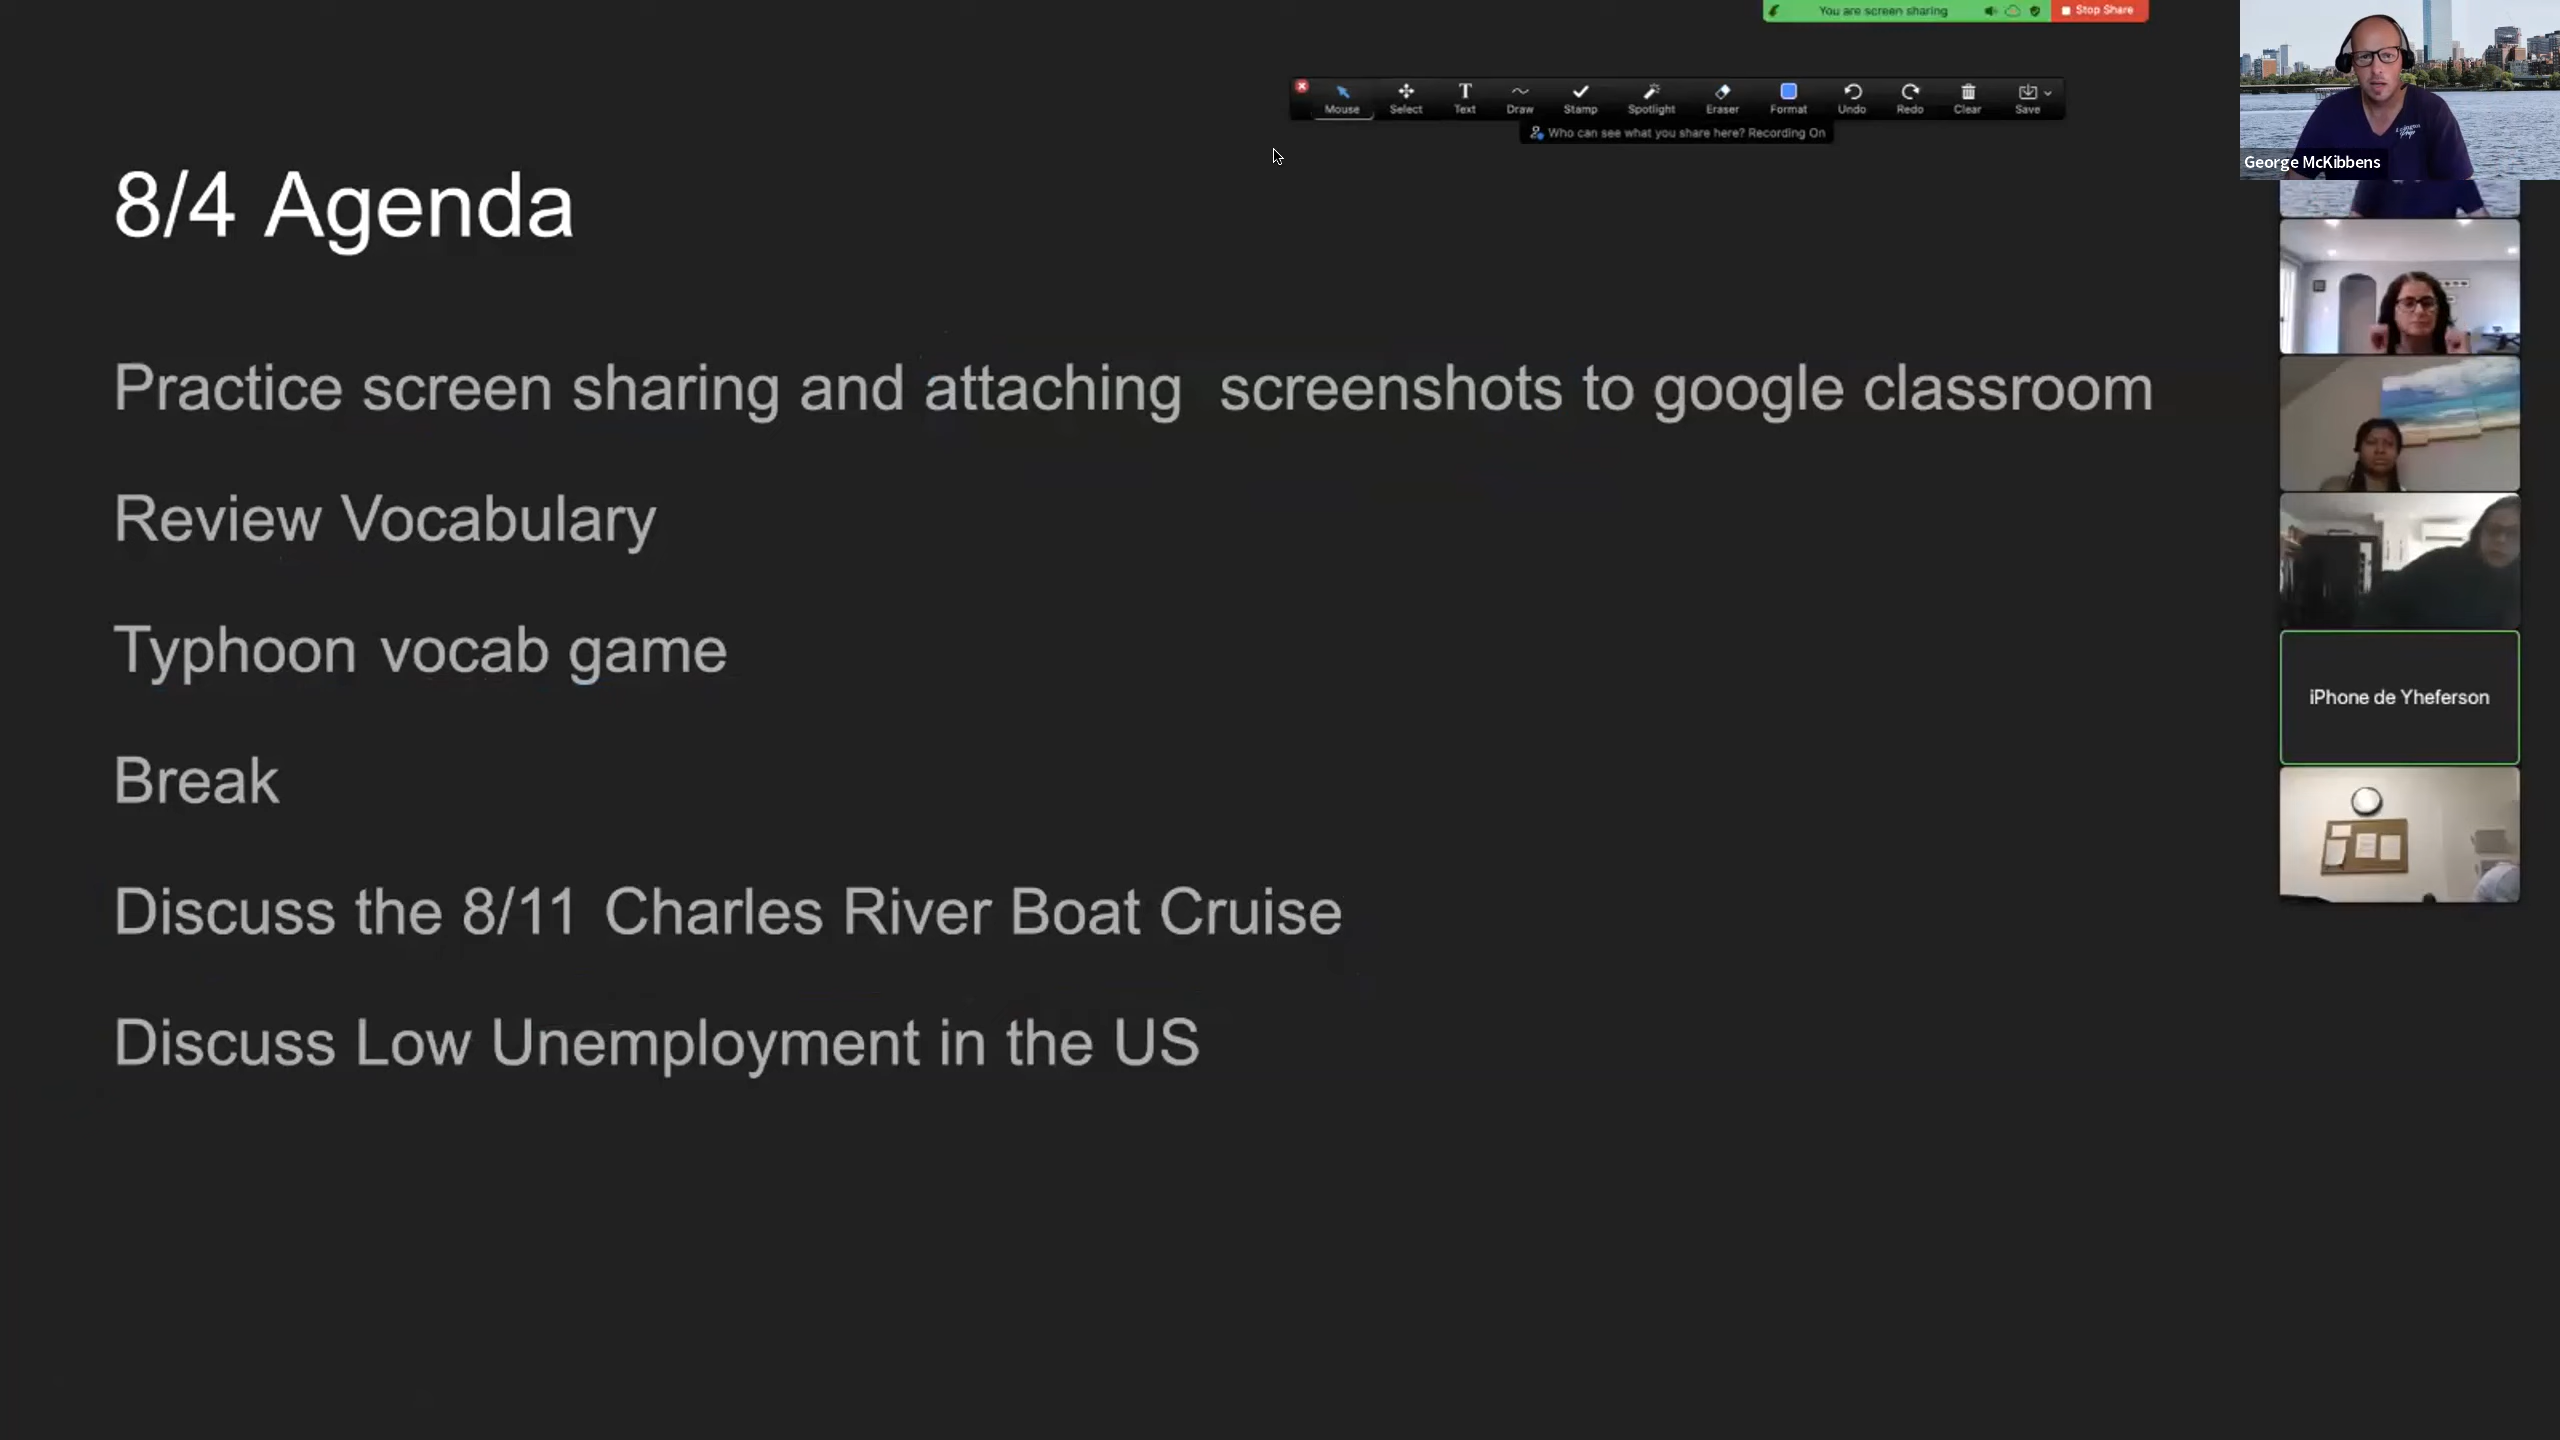 You are screen sharing
Stop Share
Mouse
Select
Text
Draw
Stamp
Spotlight
Eraser
Format
Undo
Redo
Clear
Save
Who can see what you share here? Recording On
George McKibbens
8/4 Agenda
Practice screen sharing and attaching  screenshots to google classroom
Review Vocabulary
Typhoon vocab game
Break
Discuss the 8/11 Charles River Boat Cruise
Discuss Low Unemployment in the US
iPhone de Yheferson